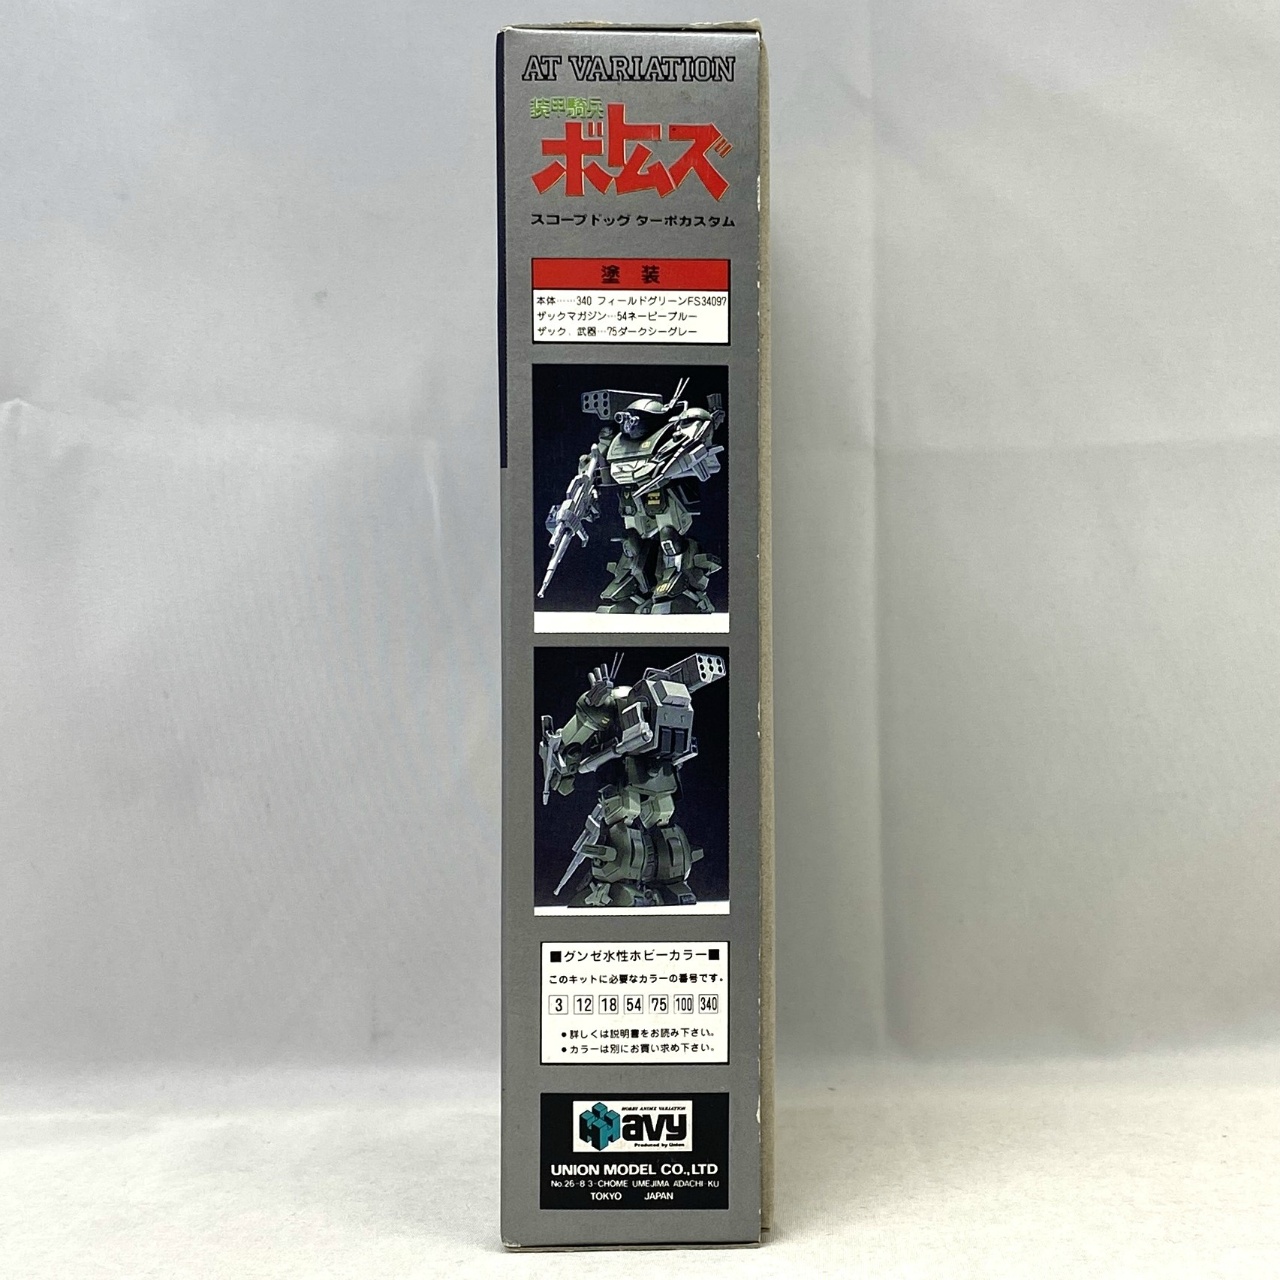 AT VARIATION
装甲騎兵
ボトムズ
スコープドッグ ターボカスタム
塗 装
本体……340 フィールドグリーンFS34097
ザックマガジン…54ネービーブルー
ザック、武器…75ダークシーグレー
■グンゼ水性ホビーカラー■
このキットに必要なカラーの番号です。
3 12 18 54 75 100 340
●詳しくは説明書をお読み下さい。
●カラーは別にお買い求め下さい。
HOBBY ANIME VARIATION
Havy
Produced by Union
UNION MODEL CO.,LTD
No.26-8 3-CHOME UMEJIMA ADACHI-KU
TOKYO JAPAN